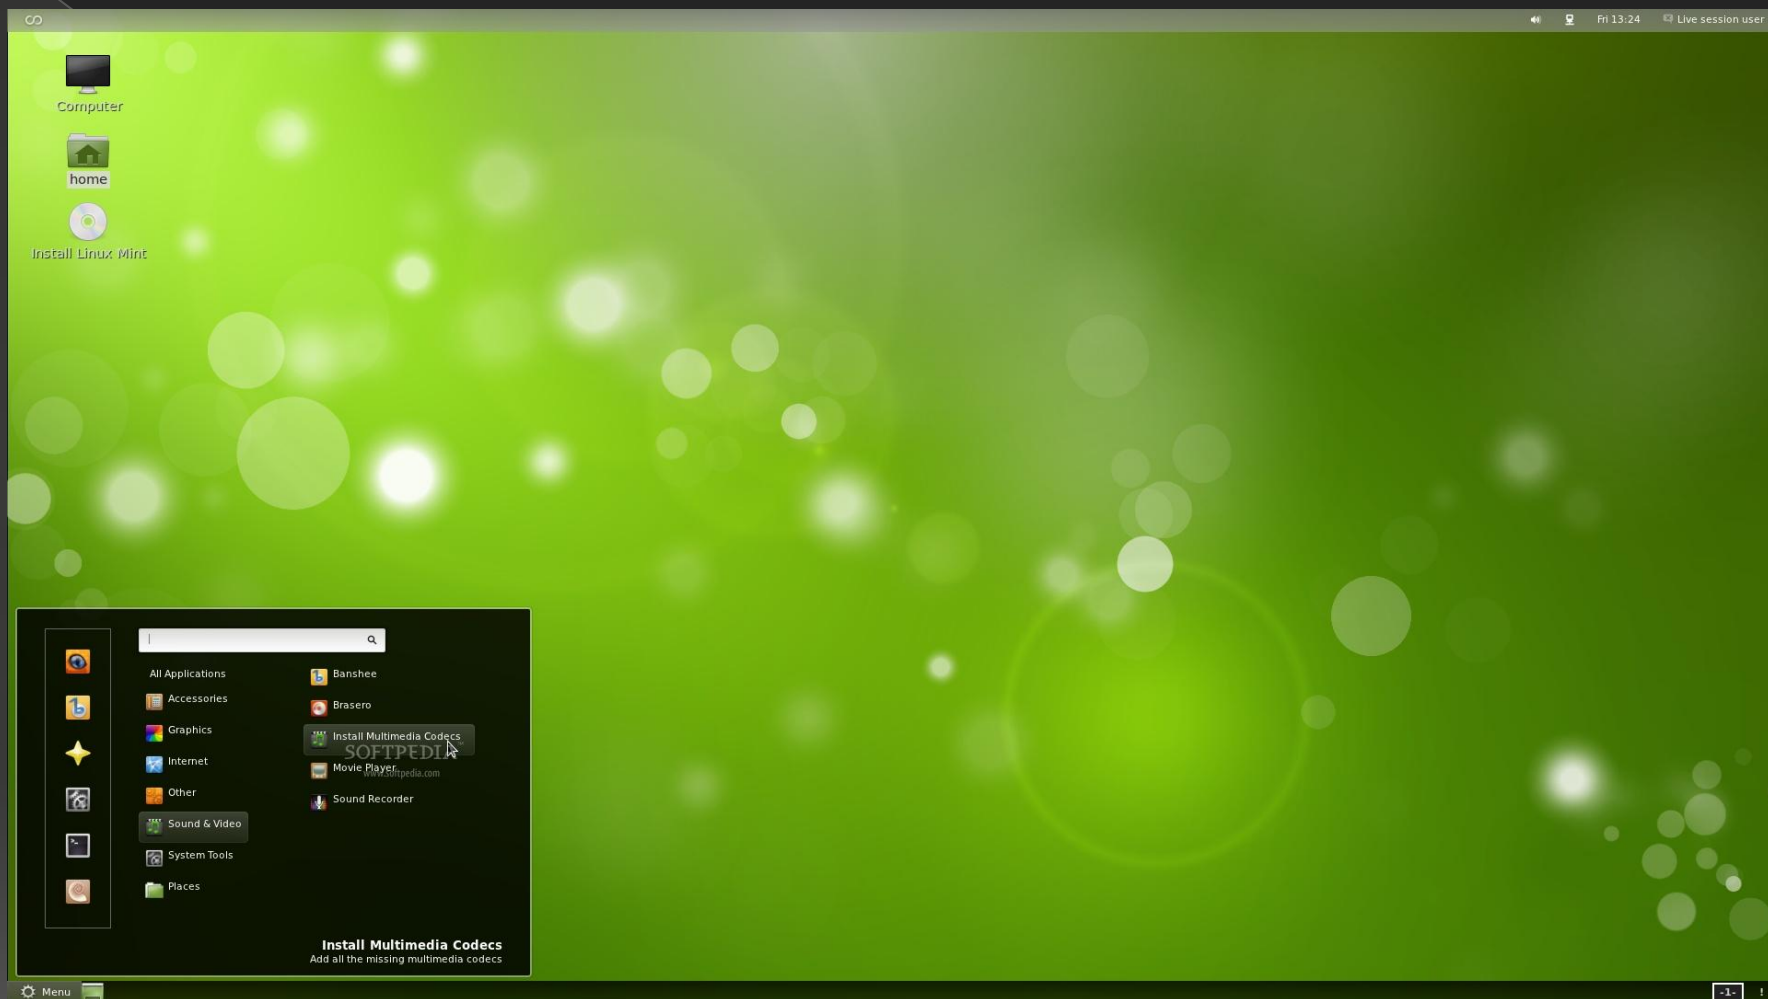 Fri 13:24
Live session user
Computer
home
Install Linux Mint
All Applications
Accessories
Graphics
Internet
Other
Sound & Video
System Tools
Places
Banshee
Brasero
Install Multimedia Codecs
SOFTPEDIA
Movie Player
www.softpedia.com
Sound Recorder
Install Multimedia Codecs
Add all the missing multimedia codecs
Menu
-1-
!